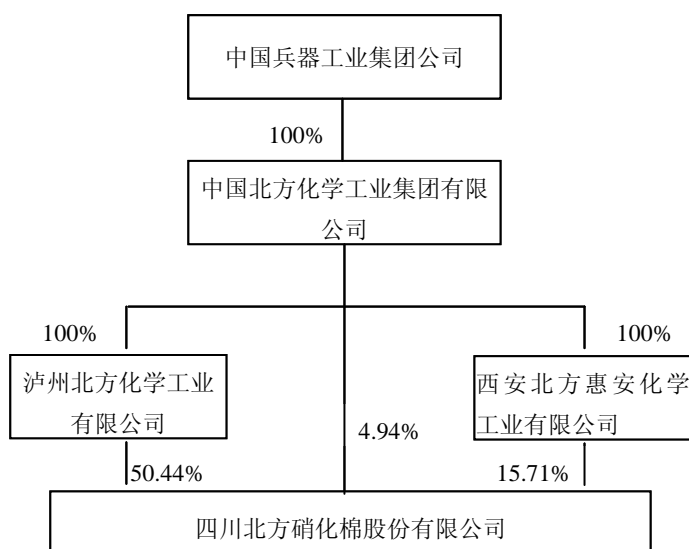 中国兵器工业集团公司
100%
中国北方化学工业集团有限
公司
100%
100%
泸州北方化学工业
有限公司
西安北方惠安化学
工业有限公司
4.94%
50.44%
15.71%
四川北方硝化棉股份有限公司